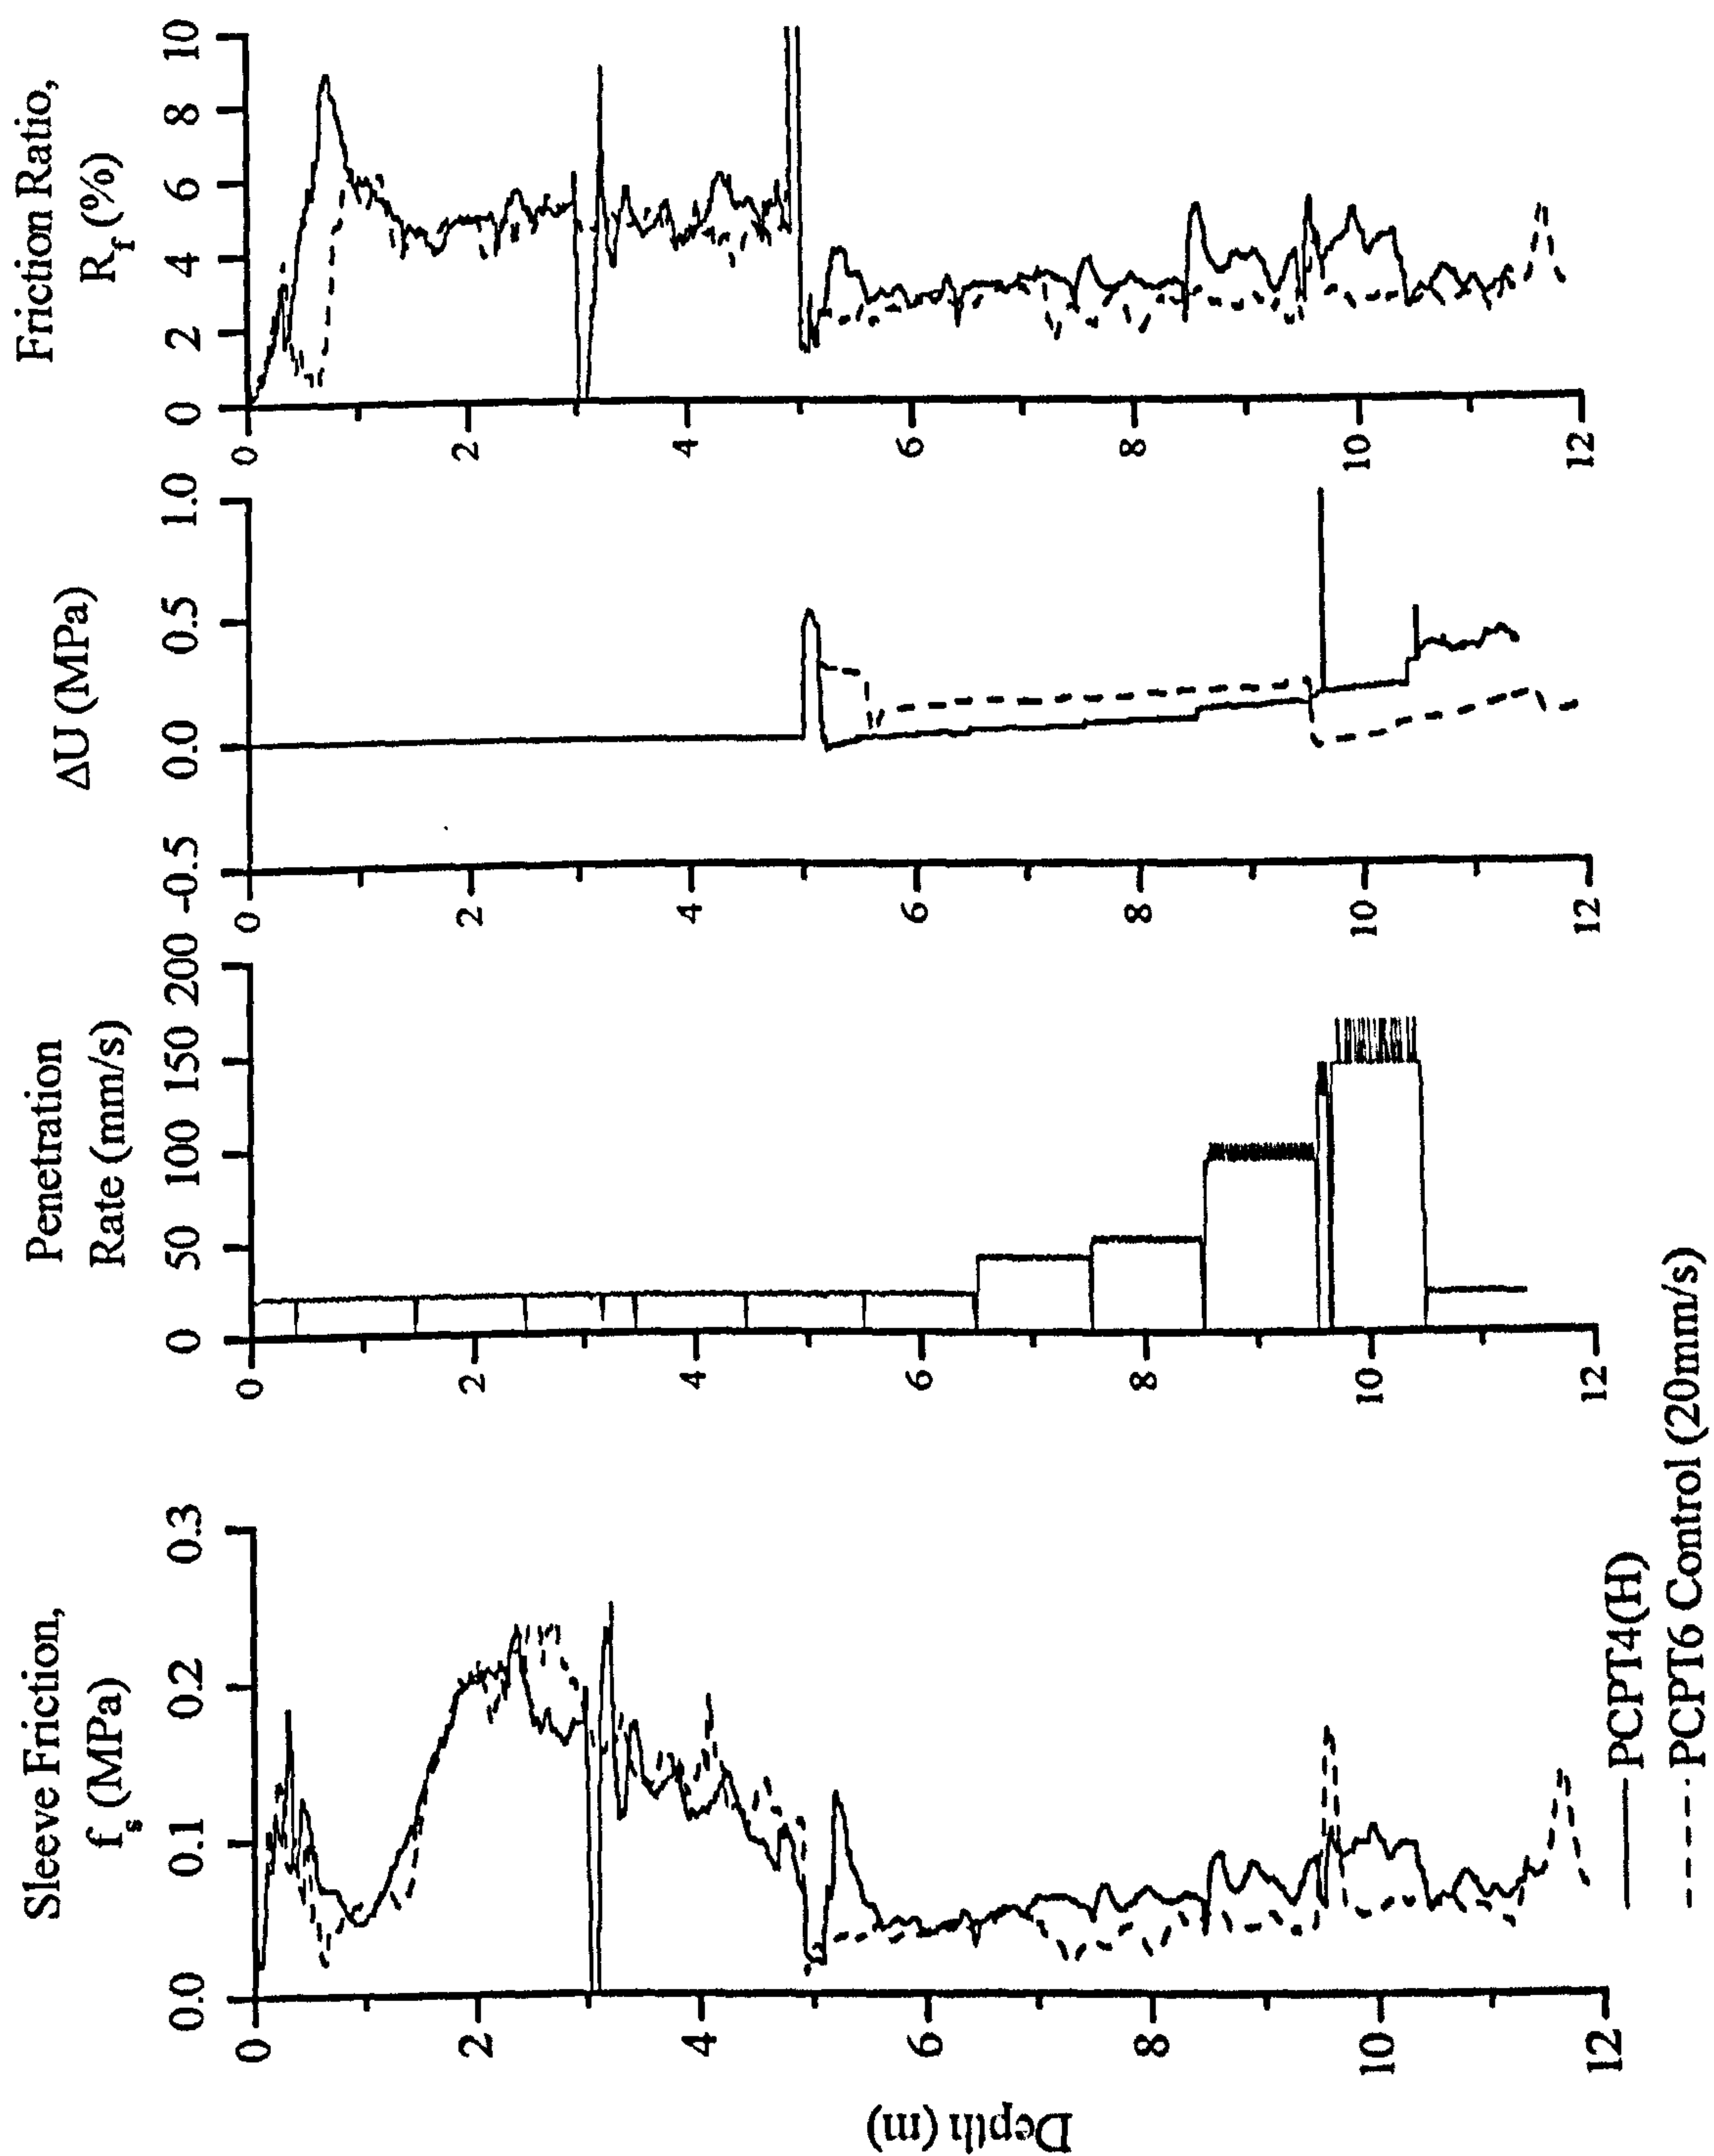 Sleeve Friction,
f_s (MPa)
0.0 0.1 0.2 0.3
0
2
4
6
8
10
12
Depth (m)
Penetration
Rate (mm/s)
0 50 100 150 200
0
2
4
6
8
10
12
ΔU (MPa)
-0.5 0.0 0.5 1.0
0
2
4
6
8
10
12
Friction Ratio,
R_f (%)
0 2 4 6 8 10
0
2
4
6
8
10
12
PCPT4(H)
PCPT6 Control (20mm/s)